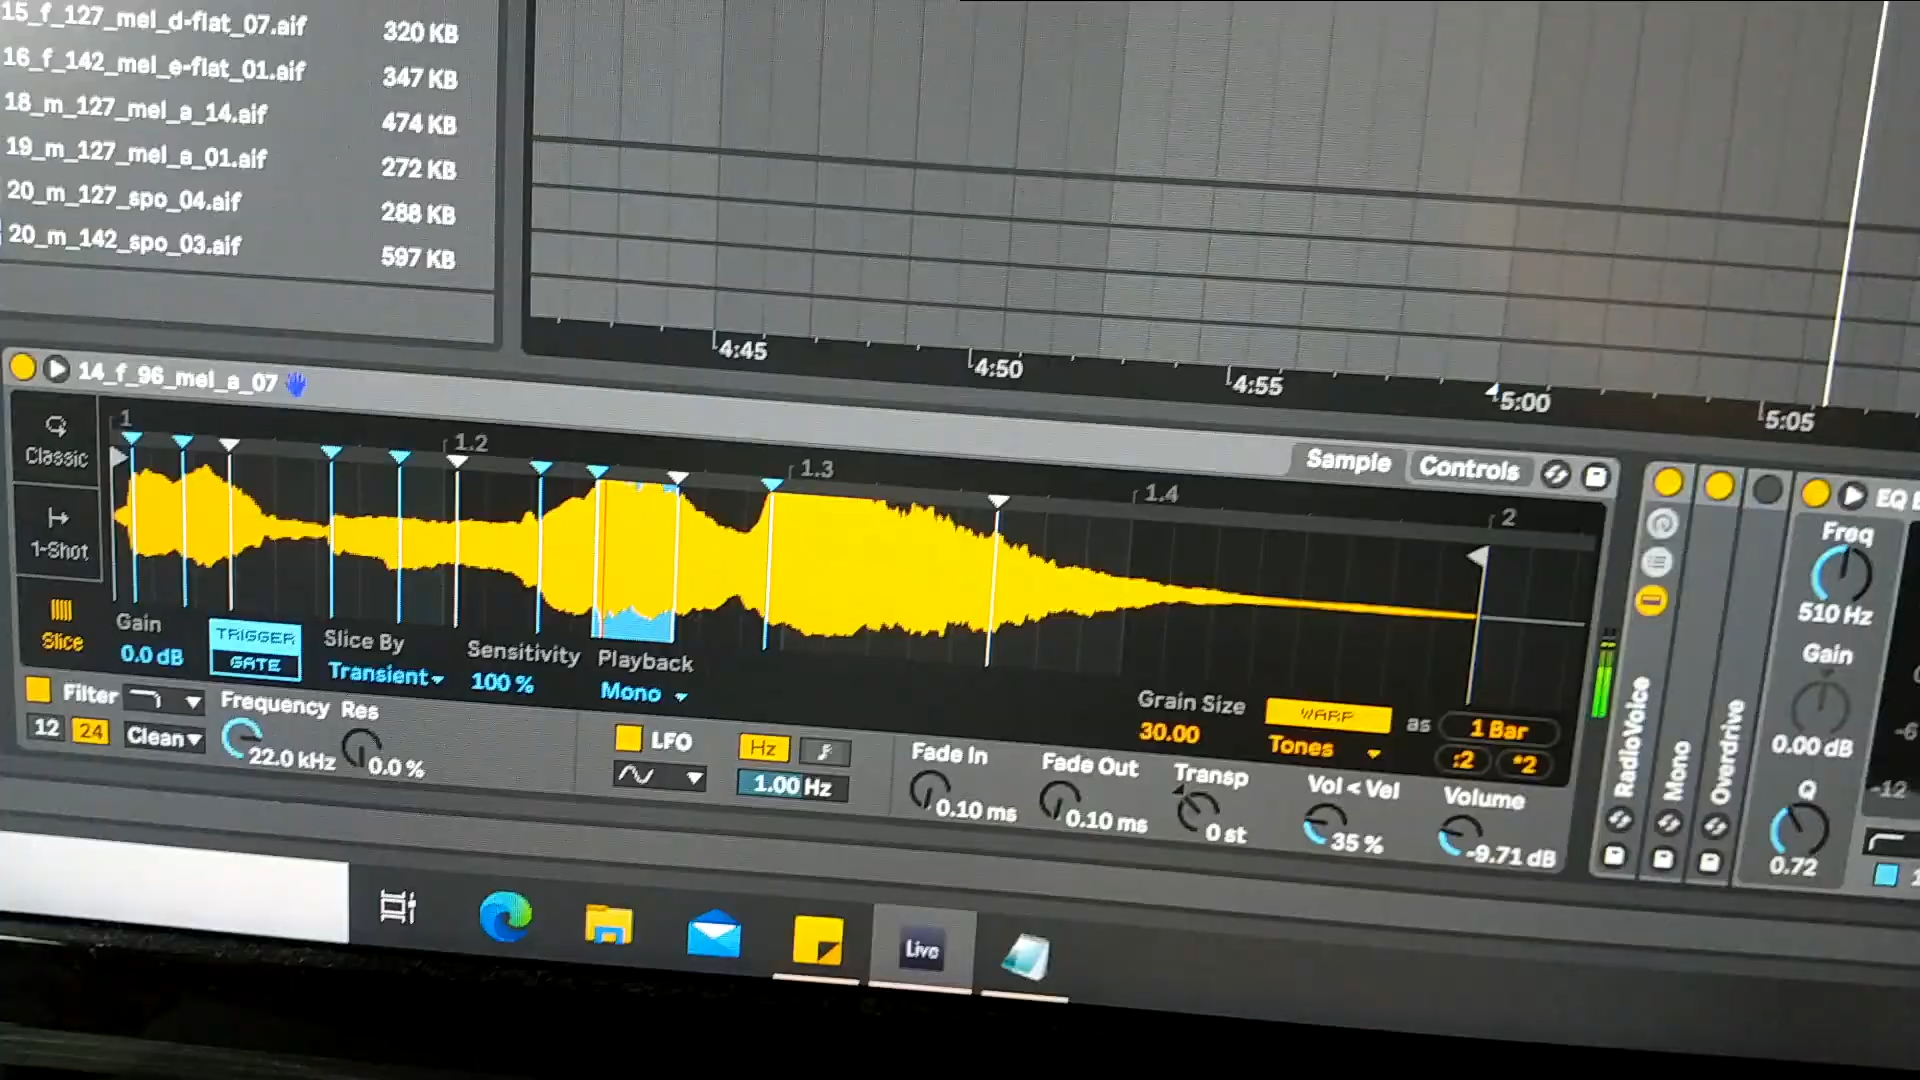 15_f_127_mel_d-flat_07.aif 320 KB
16_f_142_mel_e-flat_01.aif 347 KB
18_m_127_mel_a_14.aif 474 KB
19_m_127_mel_a_01.aif 272 KB
20_m_127_spo_04.aif 288 KB
20_m_142_spo_03.aif 597 KB
4:45 4:50 4:55 5:00 5:05
14_f_96_mel_a_07
Sample Controls
1 1.2 1.3 1.4 2
Classic
1-Shot
Slice
Gain
0.0 dB
TRIGGER
GATE
Slice By
Transient
Sensitivity
100 %
Playback
Mono
Grain Size
30.00
WARP as 1 Bar
Tones :2 *2
Filter
12 24 Clean
Frequency Res
22.0 kHz 0.0 %
LFO Hz
1.00 Hz
Fade In
0.10 ms
Fade Out
0.10 ms
Transp
0 st
Vol < Vel
35 %
Volume
-9.71 dB
RadioVoice
Mono
Overdrive
EQ
Freq
510 Hz
Gain
0.00 dB
Q
0.72
-6
-12
Live